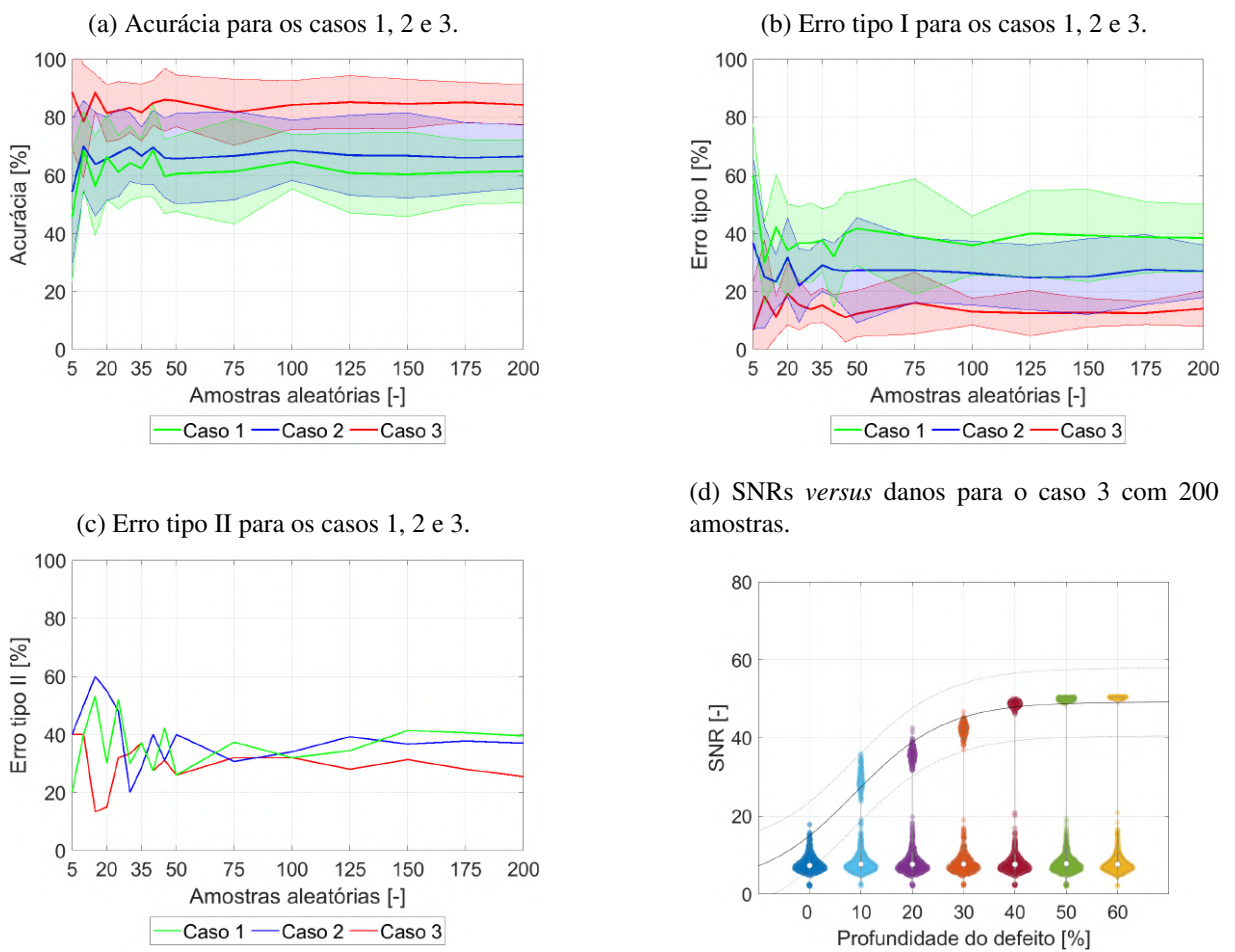 (a) Acurácia para os casos 1, 2 e 3.
100
80
60
40
20
0
Acurácia [%]
5 20 35 50 75 100 125 150 175 200
Amostras aleatórias [-]
Caso 1 Caso 2 Caso 3
(b) Erro tipo I para os casos 1, 2 e 3.
100
80
60
40
20
0
Erro tipo I [%]
5 20 35 50 75 100 125 150 175 200
Amostras aleatórias [-]
Caso 1 Caso 2 Caso 3
(c) Erro tipo II para os casos 1, 2 e 3.
100
80
60
40
20
0
Erro tipo II [%]
5 20 35 50 75 100 125 150 175 200
Amostras aleatórias [-]
Caso 1 Caso 2 Caso 3
(d) SNRs versus danos para o caso 3 com 200
amostras.
80
60
40
20
0
SNR [-]
0 10 20 30 40 50 60
Profundidade do defeito [%]